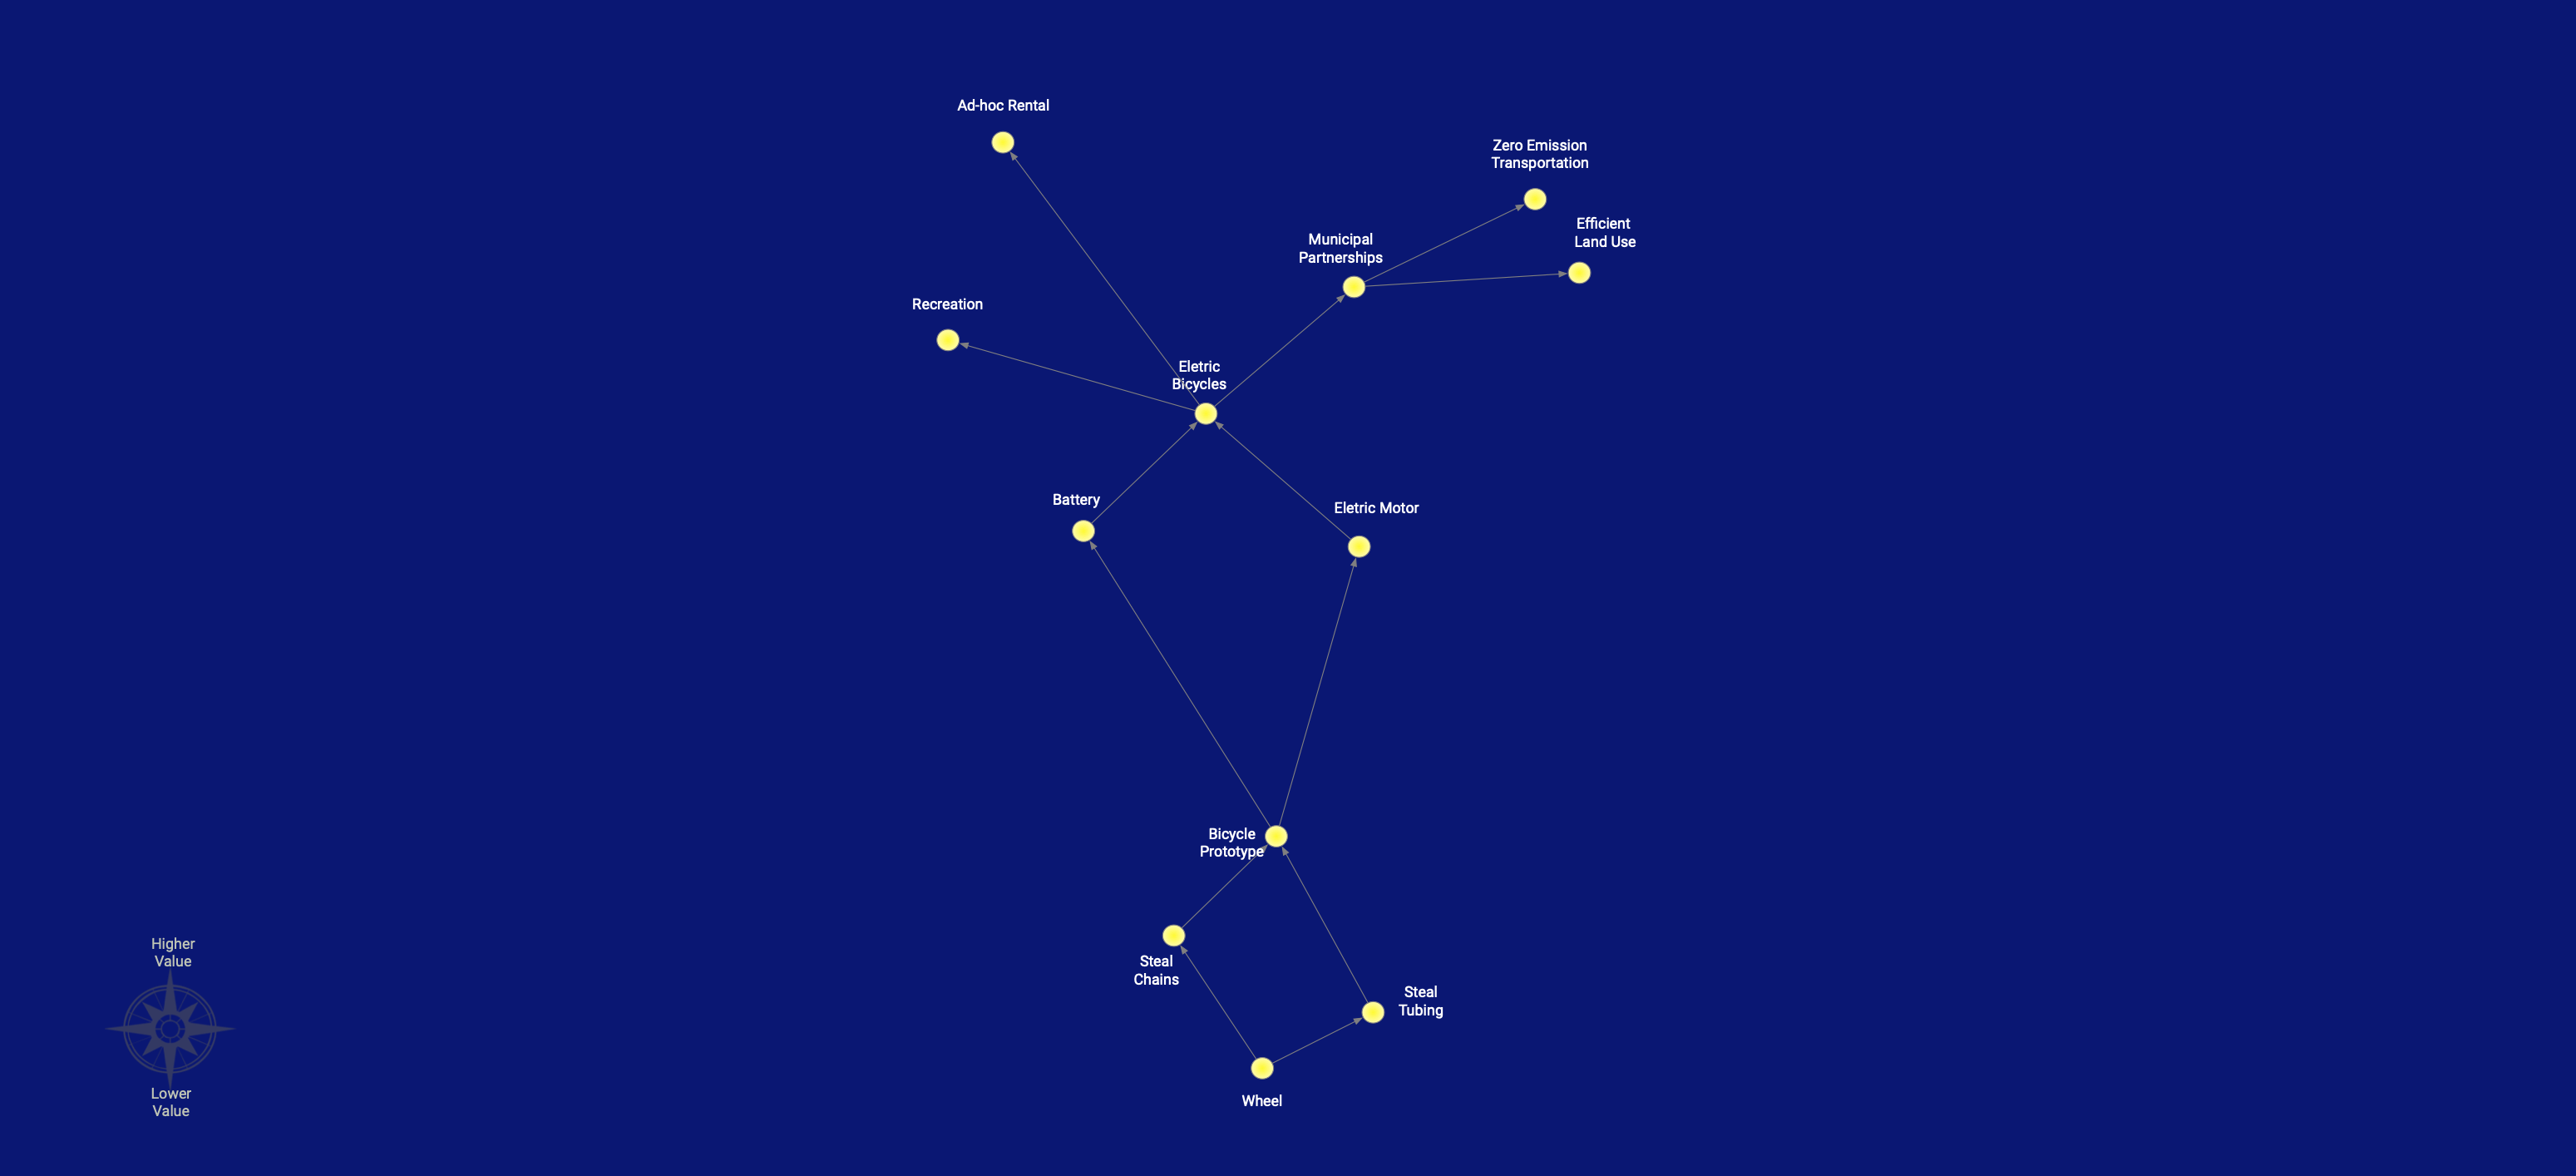 Ad-hoc Rental
Zero Emission
Transportation
Efficient
Land Use
Municipal
Partnerships
Recreation
Eletric
Bicycles
Battery
Eletric Motor
Bicycle
Prototype
Steal
Chains
Steal
Tubing
Wheel
Higher
Value
Lower
Value